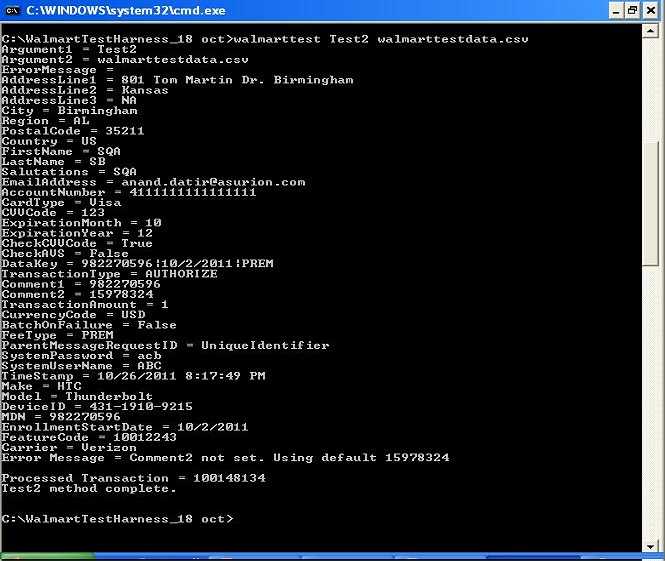 C:\WINDOWS\system32\cmd.exe
C:\WalmartTestHarness_18 oct>walmarttest Test2 walmarttestdata.csv
Argument1 = Test2
Argument2 = walmarttestdata.csv
ErrorMessage =
AddressLine1 = 801 Tom Martin Dr. Birmingham
AddressLine2 = Kansas
AddressLine3 = NA
City = Birmingham
Region = AL
PostalCode = 35211
Country = US
FirstName = SQA
LastName = SB
Salutations = SQA
EmailAddress = anand.datir@asurion.com
AccountNumber = 4111111111111111
CardType = Visa
CVVCode = 123
ExpirationMonth = 10
ExpirationYear = 12
CheckCVVCode = True
CheckAVS = False
DataKey = 982270596|10/2/2011|PREM
TransactionType = AUTHORIZE
Comment1 = 982270596
Comment2 = 15978324
TransactionAmount = 1
CurrencyCode = USD
BatchOnFailure = False
FeeType = PREM
ParentMessageRequestID = UniqueIdentifier
SystemPassword = acb
SystemUserName = ABC
TimeStamp = 10/26/2011 8:17:49 PM
Make = HTC
Model = Thunderbolt
DeviceID = 431-1910-9215
MDN = 982270596
EnrollmentStartDate = 10/2/2011
FeatureCode = 10012243
Carrier = Verizon
Error Message = Comment2 not set. Using default 15978324
Processed Transaction = 100148134
Test2 method complete.
C:\WalmartTestHarness_18 oct>